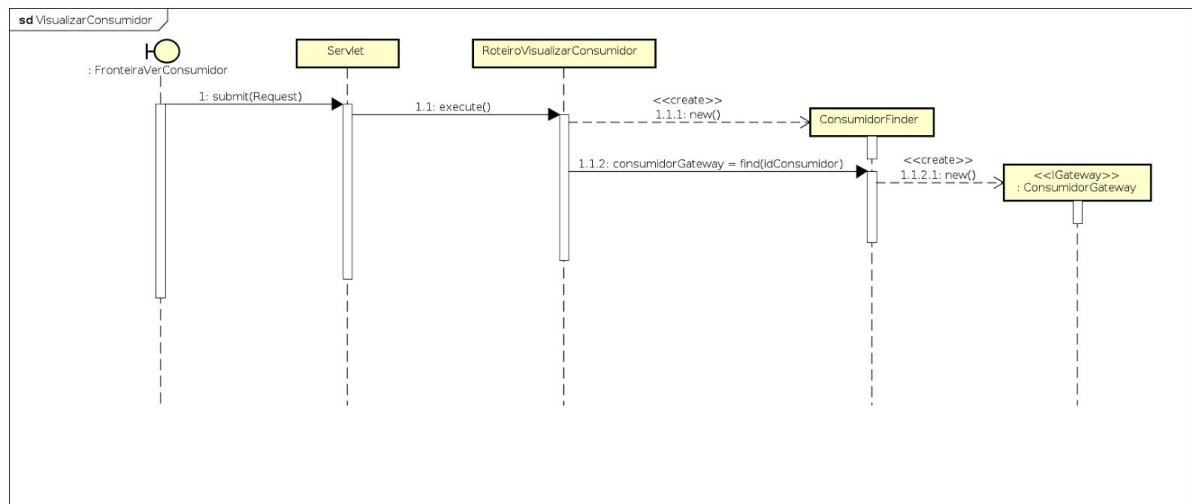 sd VisualizarConsumidor
: FronteiraVerConsumidor
Servlet
RoteiroVisualizarConsumidor
1: submit(Request)
1.1: execute()
<<create>>
1.1.1: new()
ConsumidorFinder
1.1.2: consumidorGateway = find(idConsumidor)
<<create>>
1.1.2.1: new()
<<IGateway>>
: ConsumidorGateway